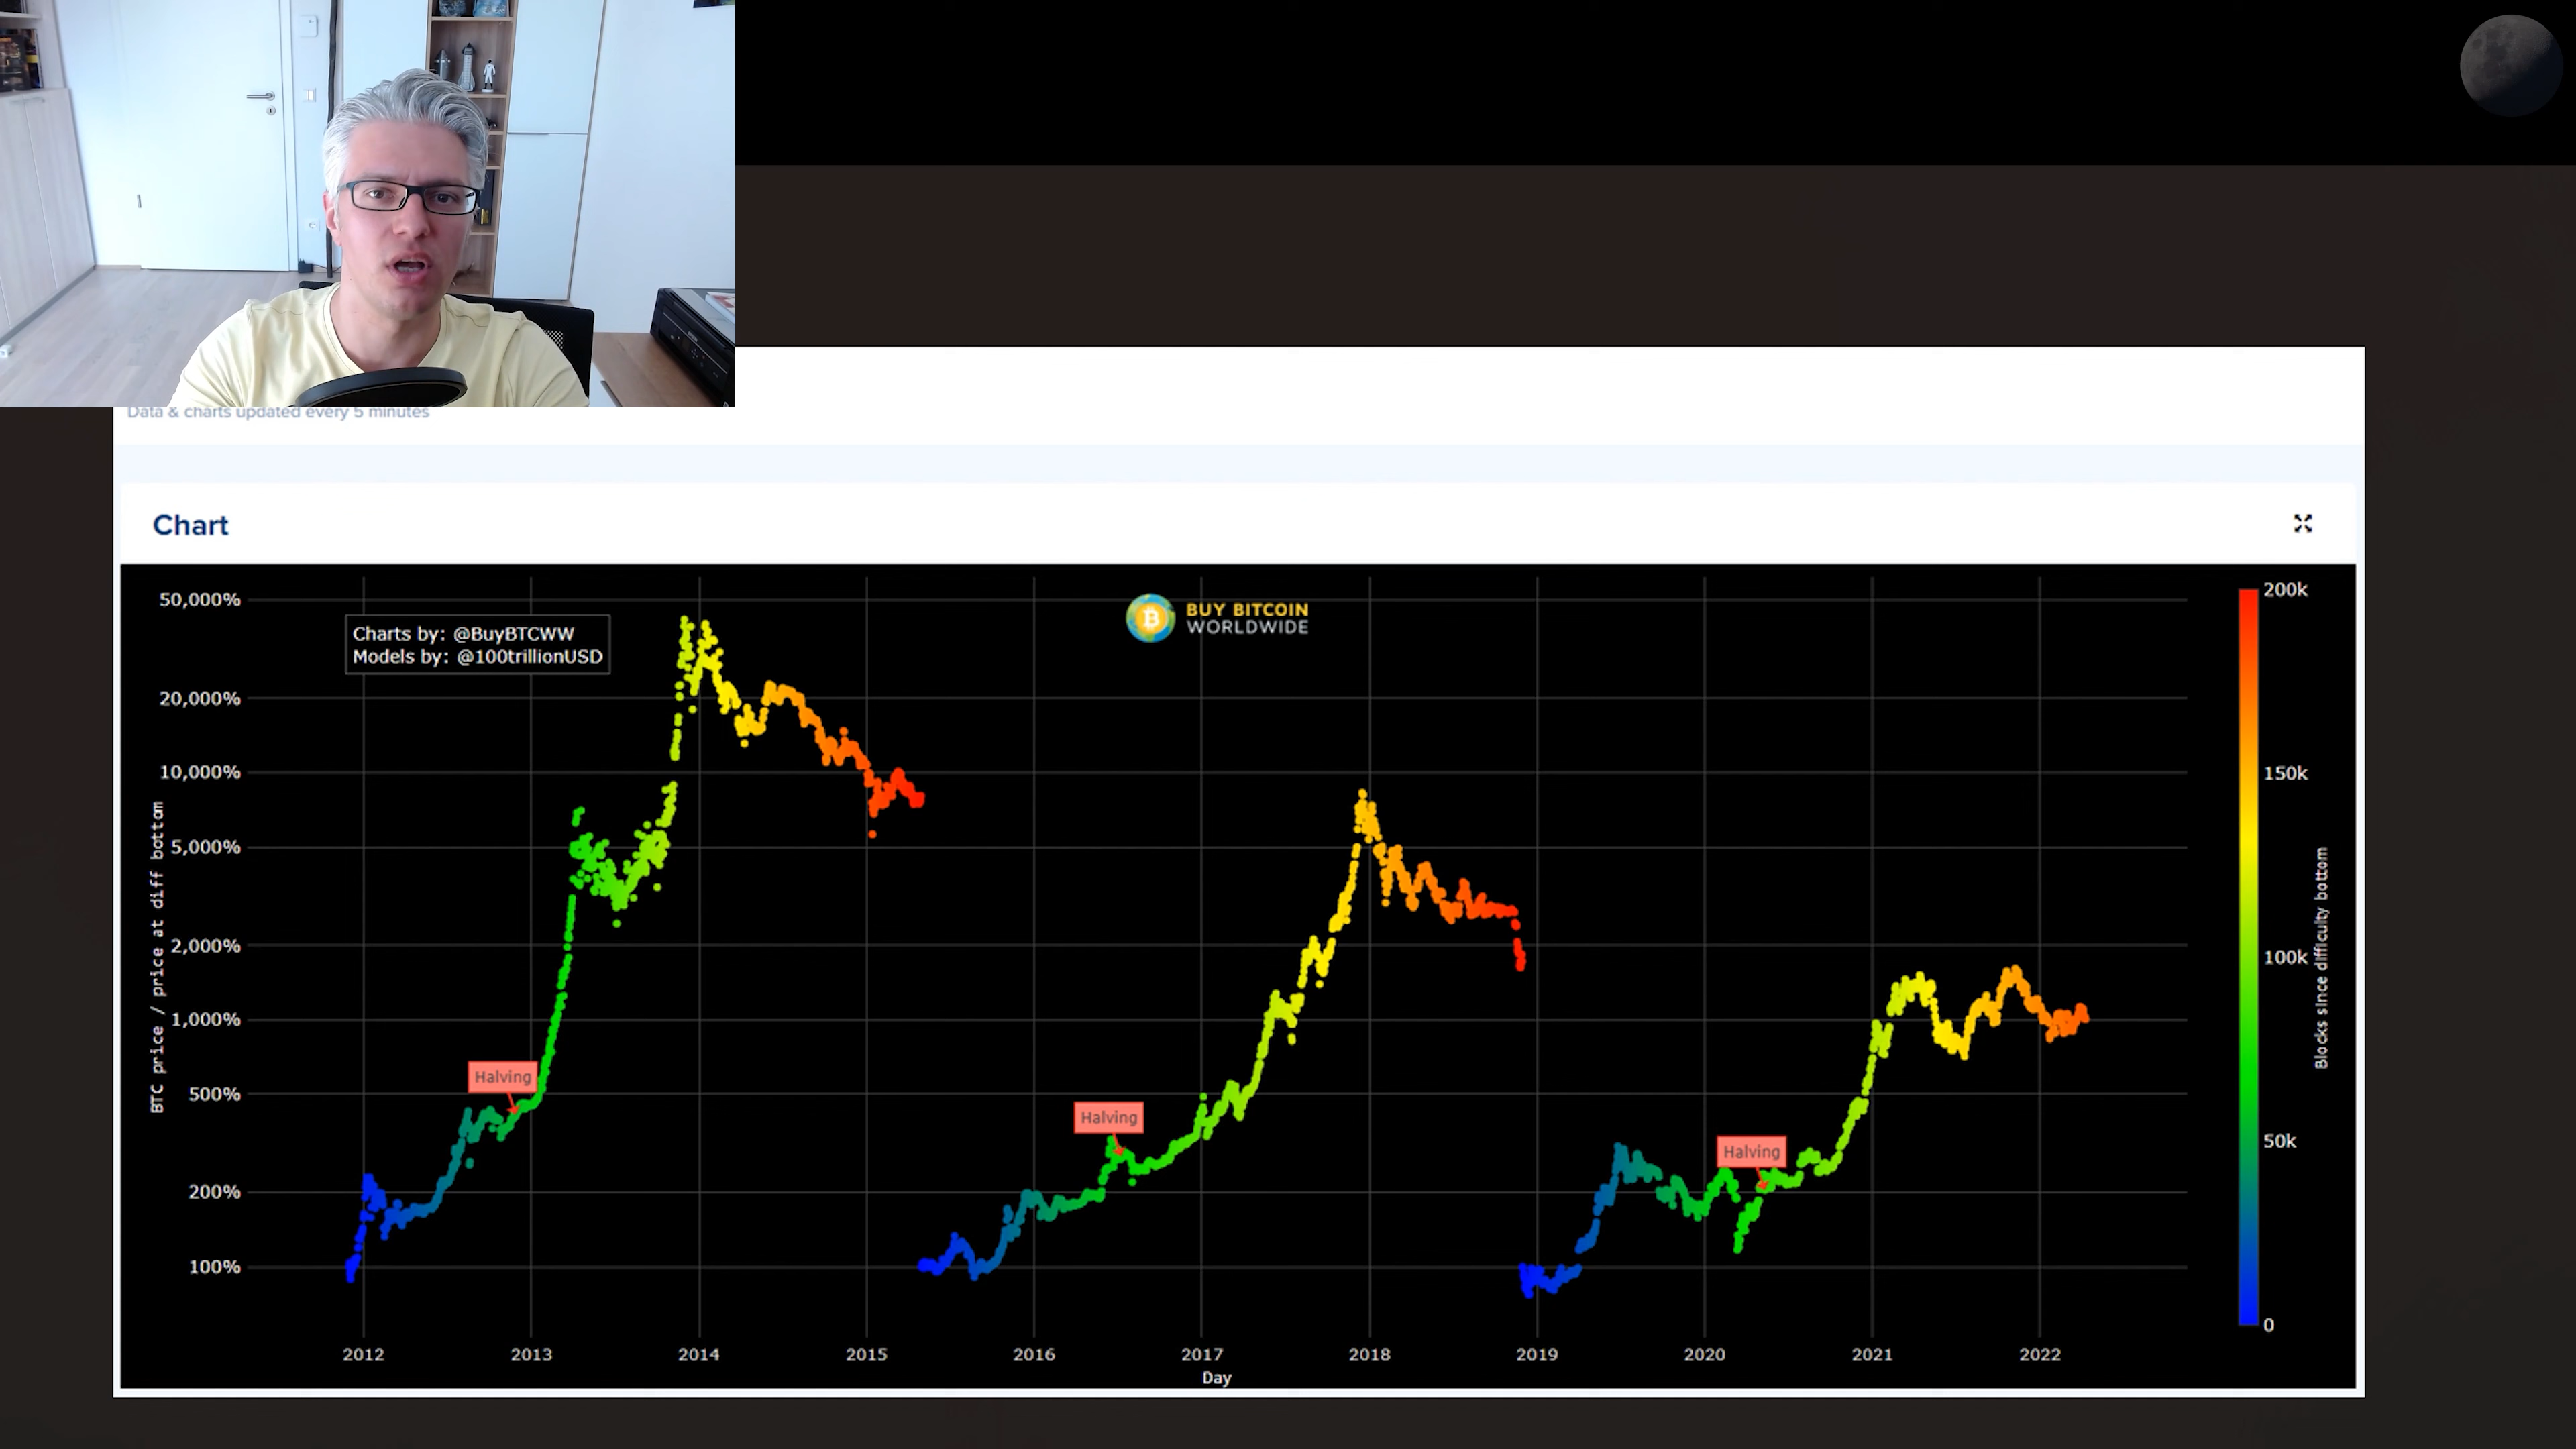 Data & charts updated every 5 minutes
Chart
50,000%
20,000%
10,000%
5,000%
2,000%
1,000%
500%
200%
100%
BTC price / price at diff bottom
Charts by: @BuyBTCWW
Models by: @100trillionUSD
BUY BITCOIN
WORLDWIDE
Halving
Halving
Halving
2012
2013
2014
2015
2016
2017
2018
2019
2020
2021
2022
Day
200k
150k
100k
50k
0
Blocks since difficulty bottom